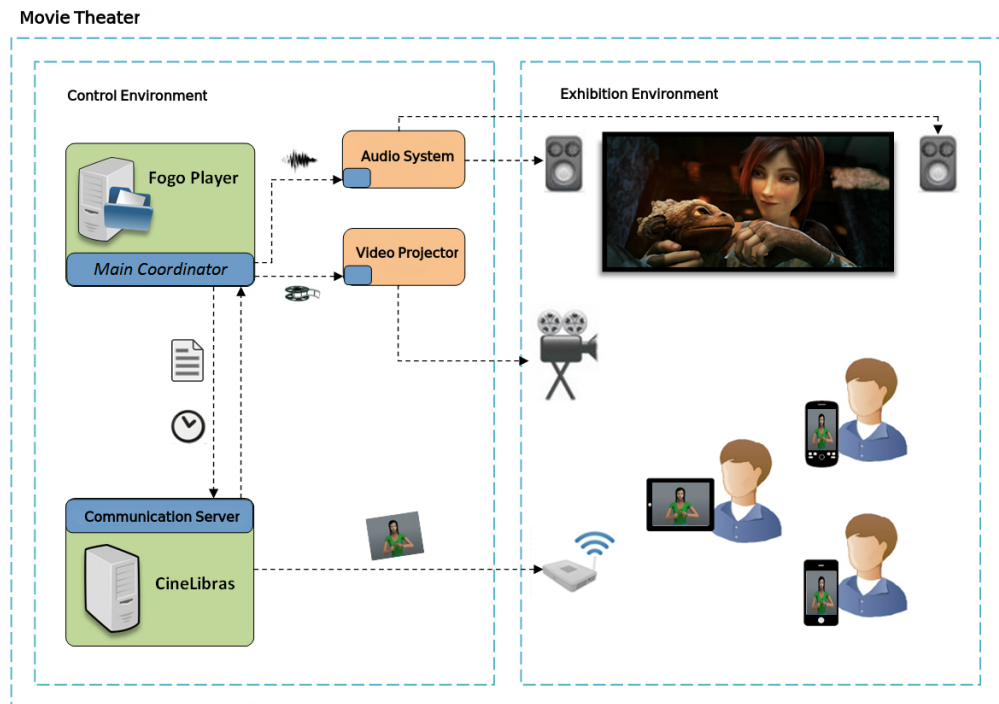 Movie Theater
Control Environment
Exhibition Environment
Fogo Player
Main Coordinator
Audio System
Video Projector
Communication Server
CineLibras